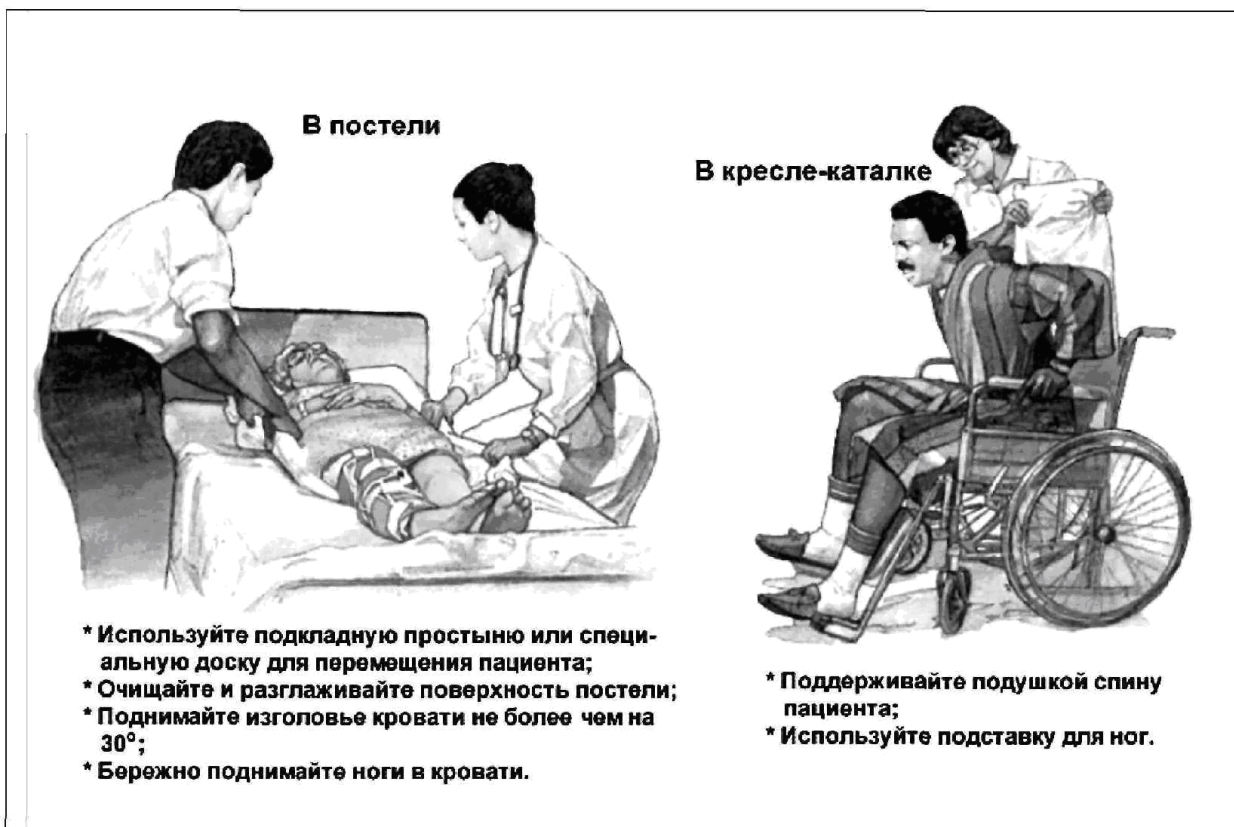 В постели
* Используйте подкладную простыню или специ-
альную доску для перемещения пациента;
* Очищайте и разглаживайте поверхность постели;
* Поднимайте изголовье кровати не более чем на
30°;
* Бережно поднимайте ноги в кровати.
В кресле-каталке
* Поддерживайте подушкой спину
пациента;
* Используйте подставку для ног.